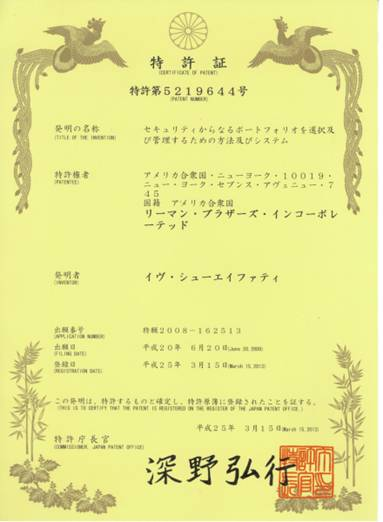 特許証
(CERTIFICATE OF PATENT)
特許第5219644号
(PATENT NUMBER)
発明の名称
(TITLE OF THE INVENTION)
セキュリティからなるポートフォリオを選択及
び管理するための方法及びシステム
特許権者
(PATENTEE)
アメリカ合衆国・ニューヨーク・10019・
ニュー・ヨーク・セブンス・アヴェニュー・7
45
国籍 アメリカ合衆国
リーマン・ブラザーズ・インコーポレ
ーテッド
発明者
(INVENTOR)
イヴ・シューエイファティ
出願番号
(APPLICATION NUMBER)
特願2008-162513
出願日
(FILING DATE)
平成20年 6月20日(June 20,2008)
登録日
(REGISTRATION DATE)
平成25年 3月15日(March 15,2013)
この発明は、特許するものと確定し、特許原簿に登録されたことを証する。
(THIS IS TO CERTIFY THAT THE PATENT IS REGISTERED ON THE REGISTER OF THE JAPAN PATENT OFFICE.)
平成25年 3月15日(March 15,2013)
特許庁長官
(COMMISSIONER, JAPAN PATENT OFFICE)
深野弘行